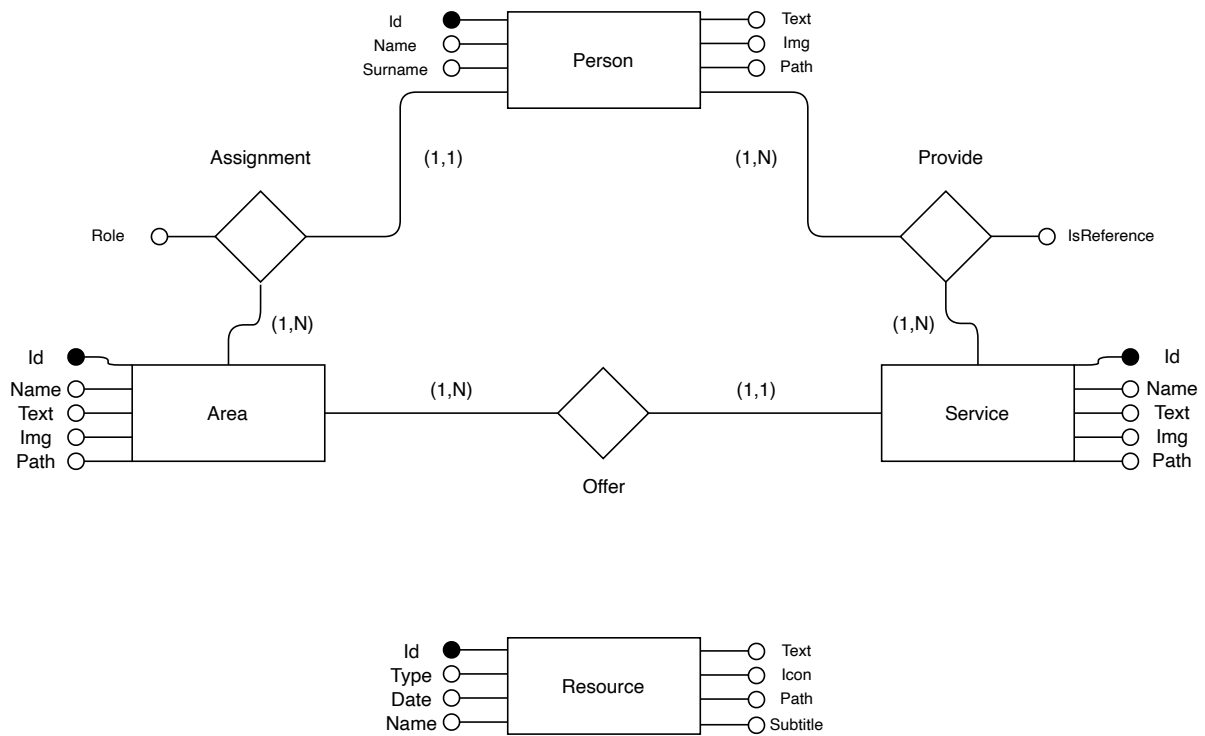 Id
Name
Surname
Person
Text
Img
Path
Assignment
(1,1)
(1,N)
Provide
Role
IsReference
(1,N)
(1,N)
Id
Name
Text
Img
Path
Area
(1,N)
(1,1)
Service
Id
Name
Text
Img
Path
Offer
Id
Type
Date
Name
Resource
Text
Icon
Path
Subtitle